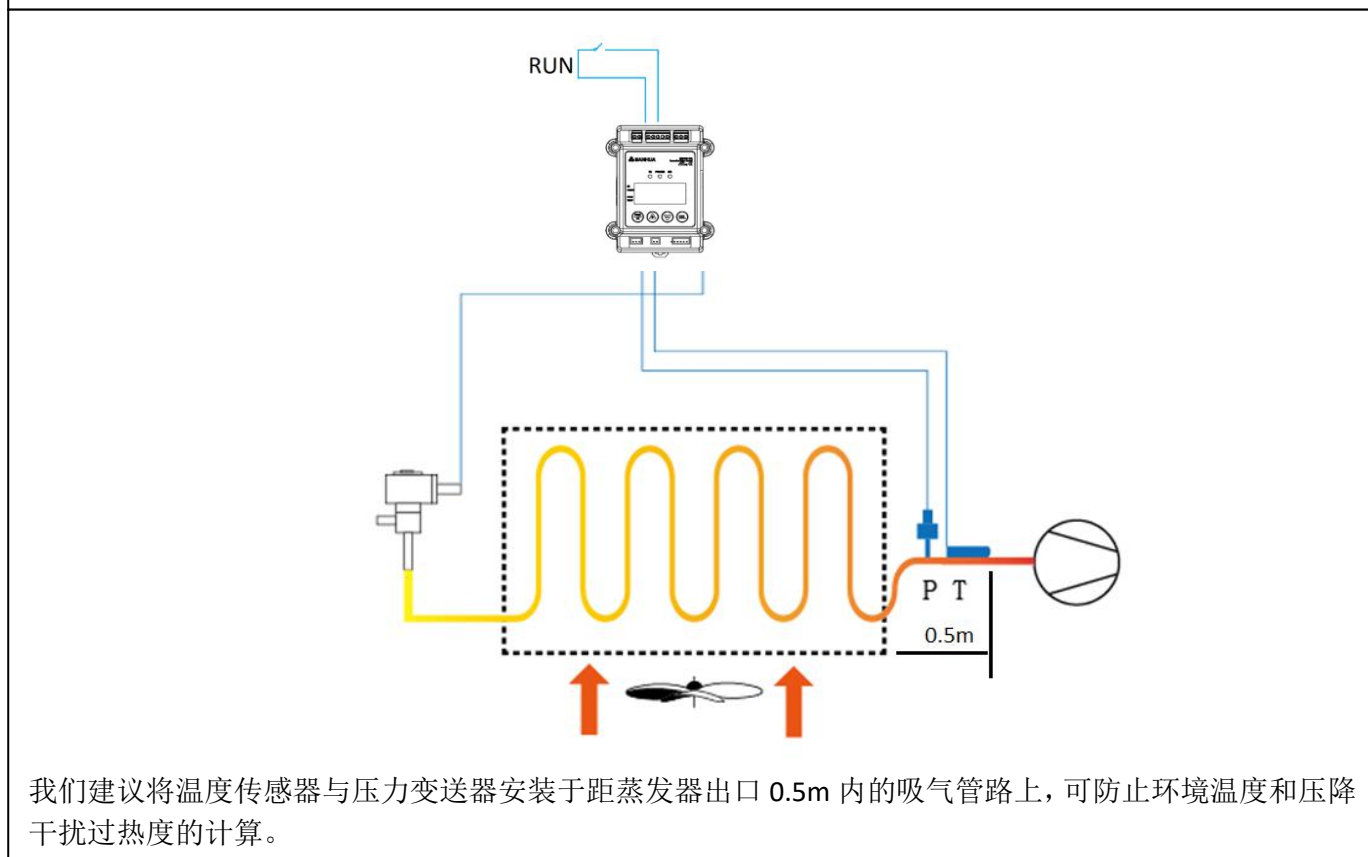 RUN
SANHUA
P T
0.5m
我们建议将温度传感器与压力变送器安装于距蒸发器出口 0.5m 内的吸气管路上，可防止环境温度和压降
干扰过热度的计算。